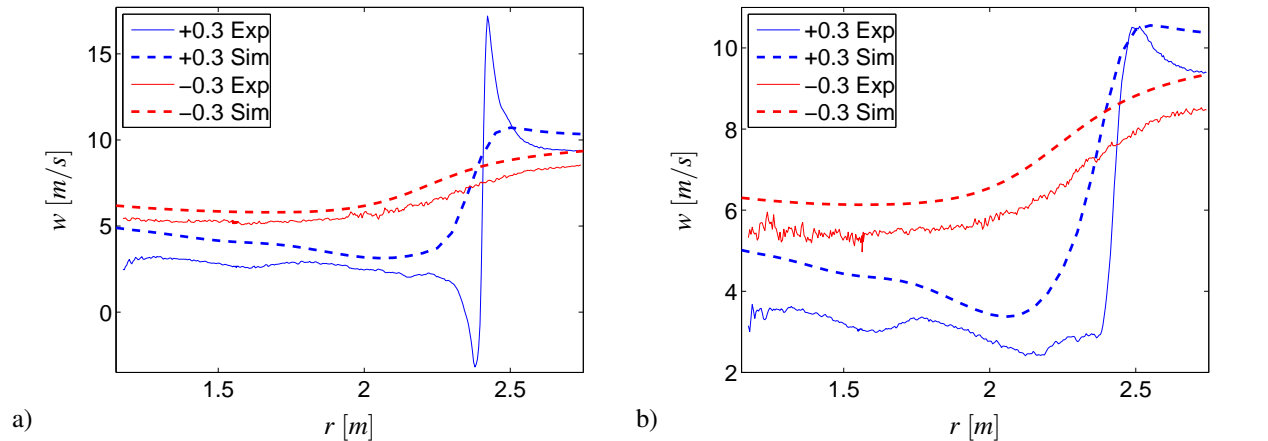 +0.3 Exp
+0.3 Sim
−0.3 Exp
−0.3 Sim
15
10
5
0
w [m/s]
1.5 2 2.5
r [m]
a)
+0.3 Exp
+0.3 Sim
−0.3 Exp
−0.3 Sim
10
8
6
4
2
w [m/s]
1.5 2 2.5
r [m]
b)